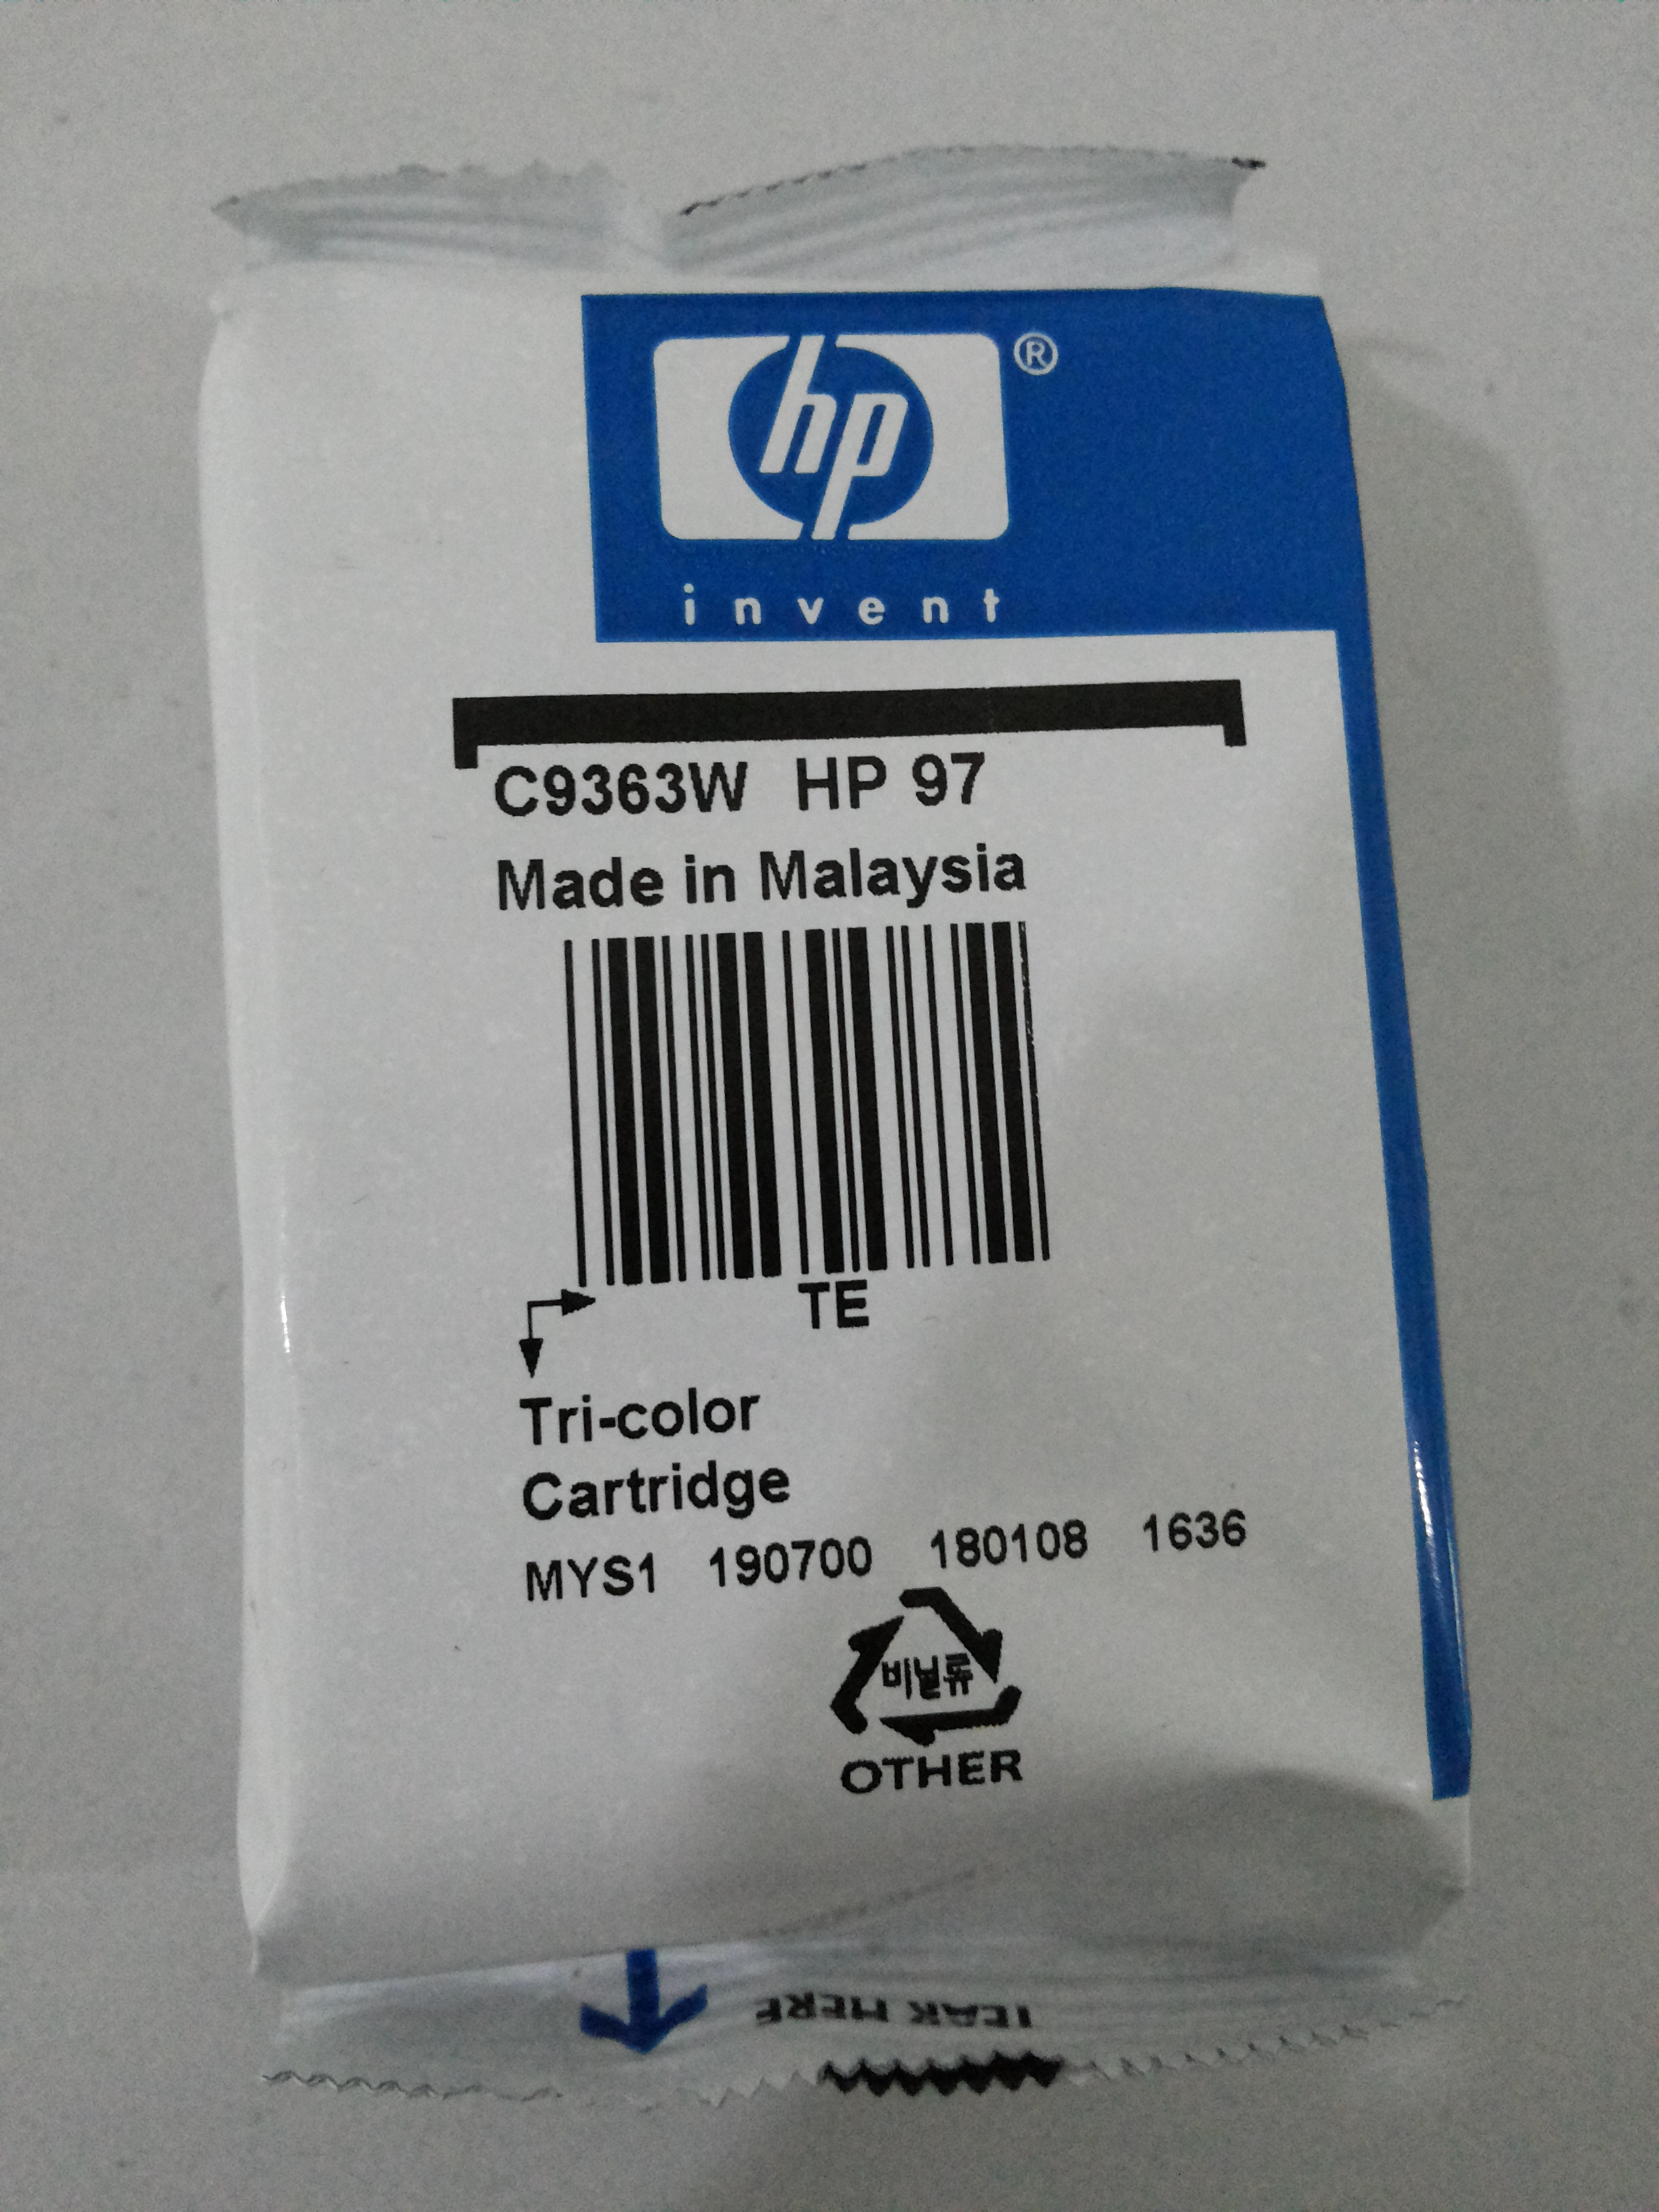 hp®
invent
C9363W HP 97
Made in Malaysia
TE
Tri-color
Cartridge
MYS1 190700 180108 1636
비닐류
OTHER
TEAR HERE